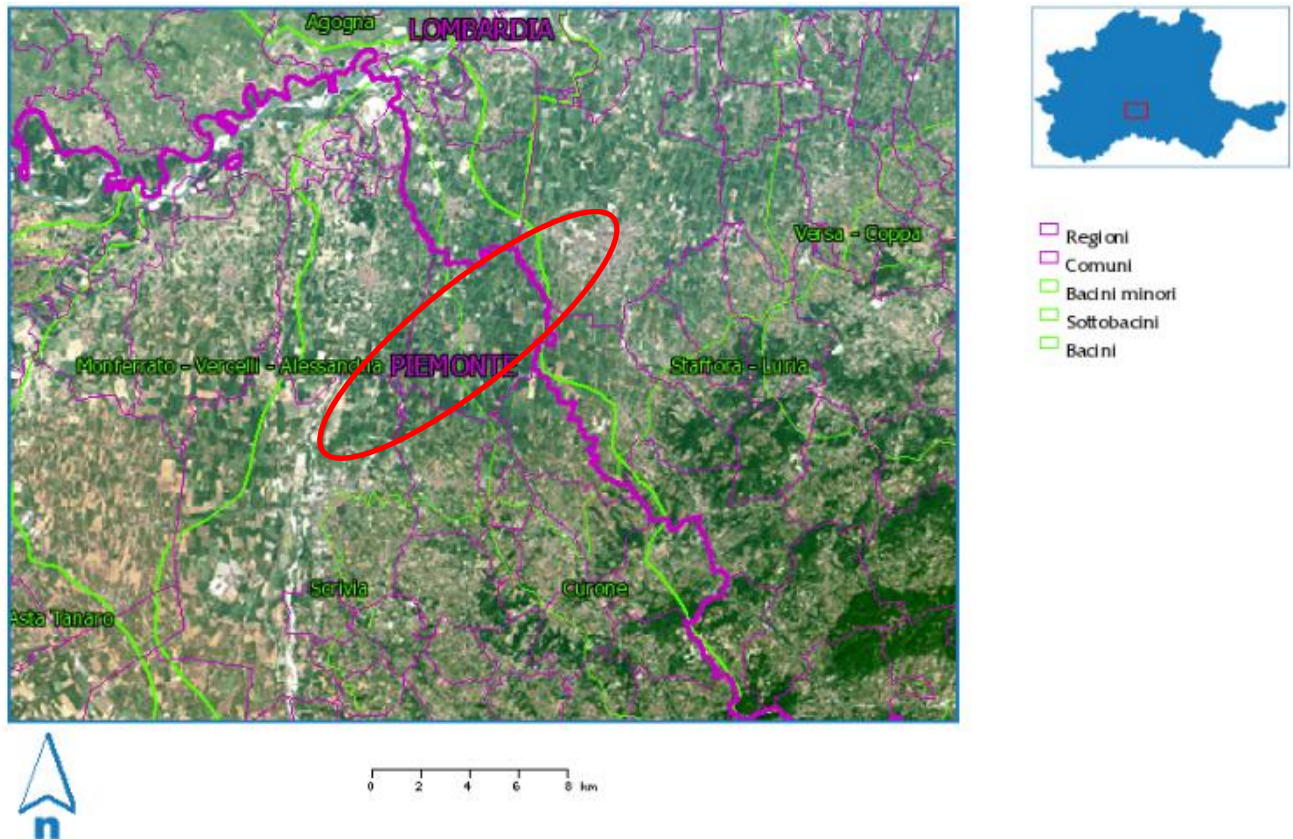 Agogna
LOMBARDIA
Versa - Coppa
Monferrato - Vercelli - Alessandria
PIEMONTE
Staffora - Luria
Scrivia
Curone
Asta Tanaro
Regioni
Comuni
Bacini minori
Sottobacini
Bacini
n
0 2 4 6 8 km